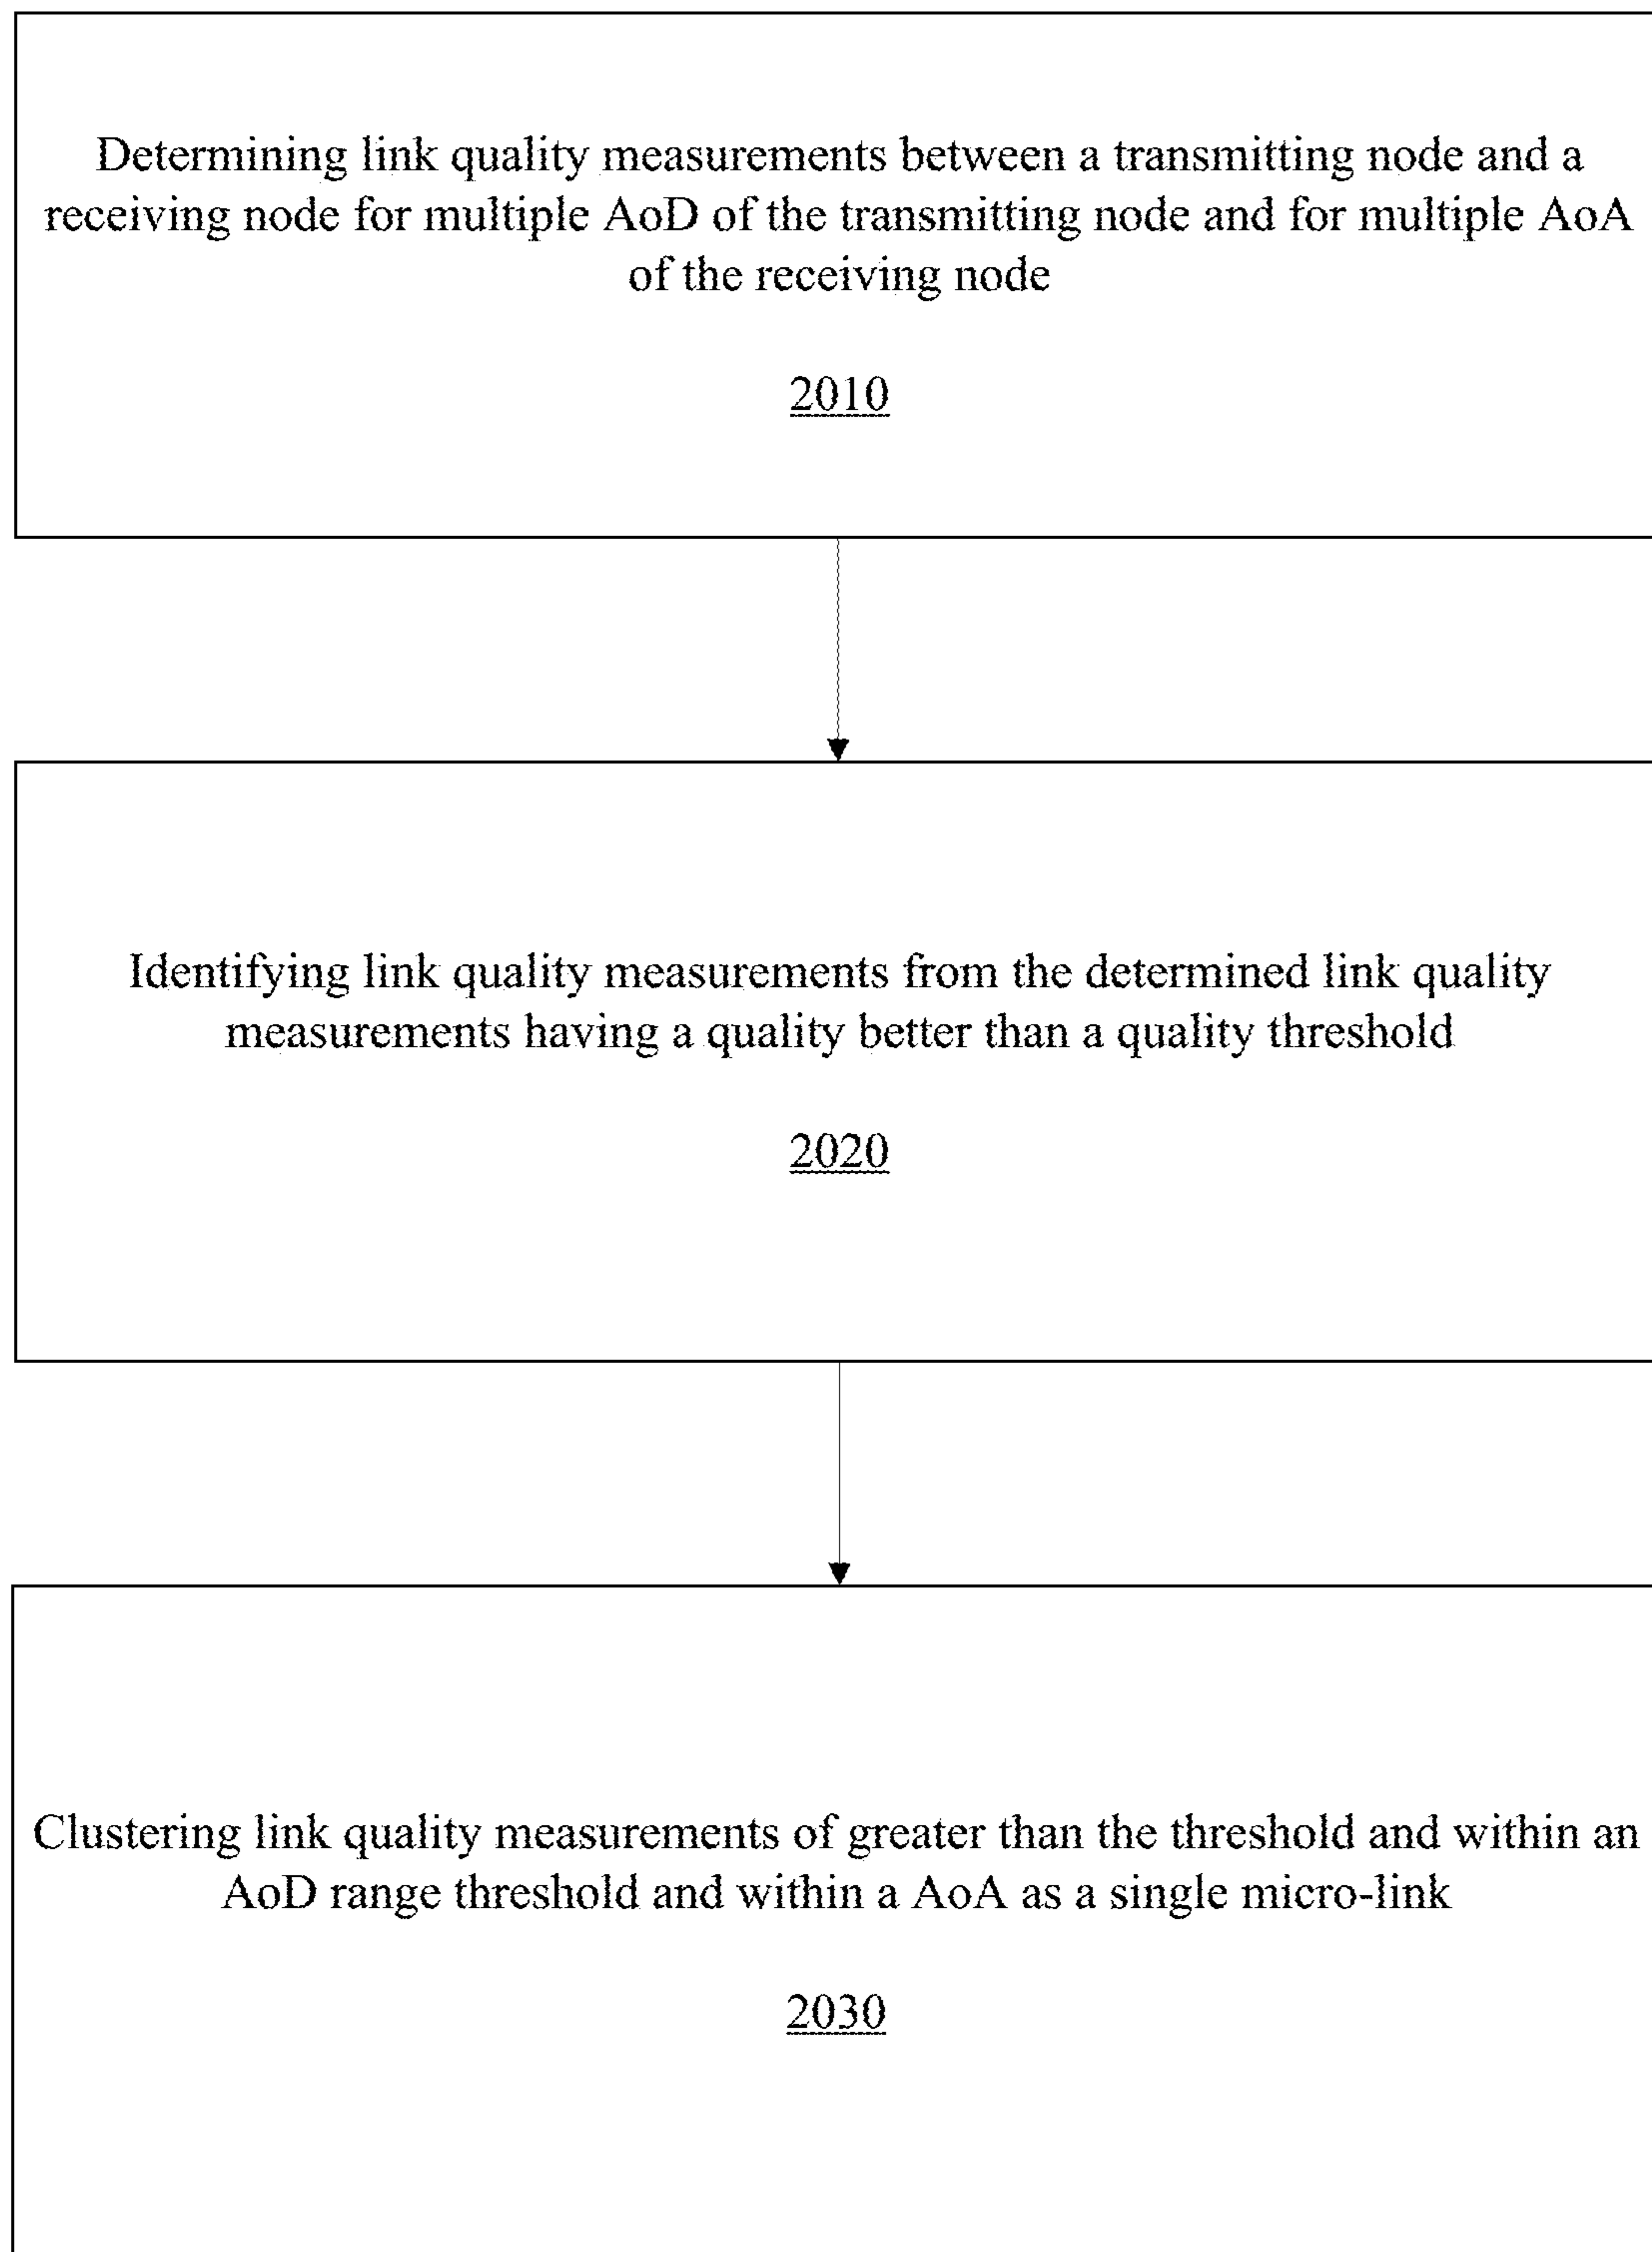 Determining link quality measurements between a transmitting node and a
receiving node for multiple AoD of the transmitting node and for multiple AoA
of the receiving node
2010
Identifying link quality measurements from the determined link quality
measurements having a quality better than a quality threshold
2020
Clustering link quality measurements of greater than the threshold and within an
AoD range threshold and within a AoA as a single micro-link
2030